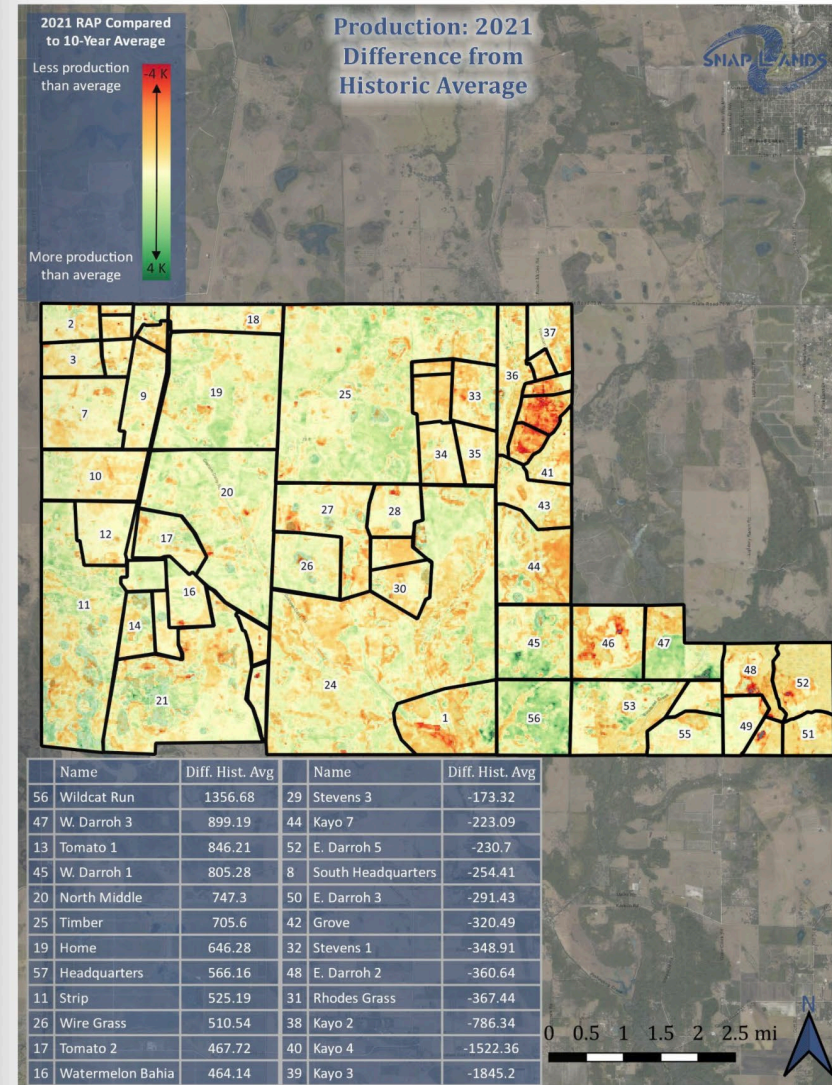 2021 RAP Compared
to 10-Year Average
Less production
than average
-4 K
More production
than average
4 K
Production: 2021
Difference from
Historic Average
SNAP LANDS
2
18
37
3
36
9
19
25
33
7
34
35
41
10
20
43
27
28
12
17
44
26
16
30
11
14
45
46
47
48
24
52
21
1
56
53
49
55
51
Name Diff. Hist. Avg Name Diff. Hist. Avg
56 Wildcat Run 1356.68 29 Stevens 3 -173.32
47 W. Darroh 3 899.19 44 Kayo 7 -223.09
13 Tomato 1 846.21 52 E. Darroh 5 -230.7
45 W. Darroh 1 805.28 8 South Headquarters -254.41
20 North Middle 747.3 50 E. Darroh 3 -291.43
25 Timber 705.6 42 Grove -320.49
19 Home 646.28 32 Stevens 1 -348.91
57 Headquarters 566.16 48 E. Darroh 2 -360.64
11 Strip 525.19 31 Rhodes Grass -367.44
26 Wire Grass 510.54 38 Kayo 2 -786.34
17 Tomato 2 467.72 40 Kayo 4 -1522.36
16 Watermelon Bahia 464.14 39 Kayo 3 -1845.2
N
0 0.5 1 1.5 2 2.5 mi